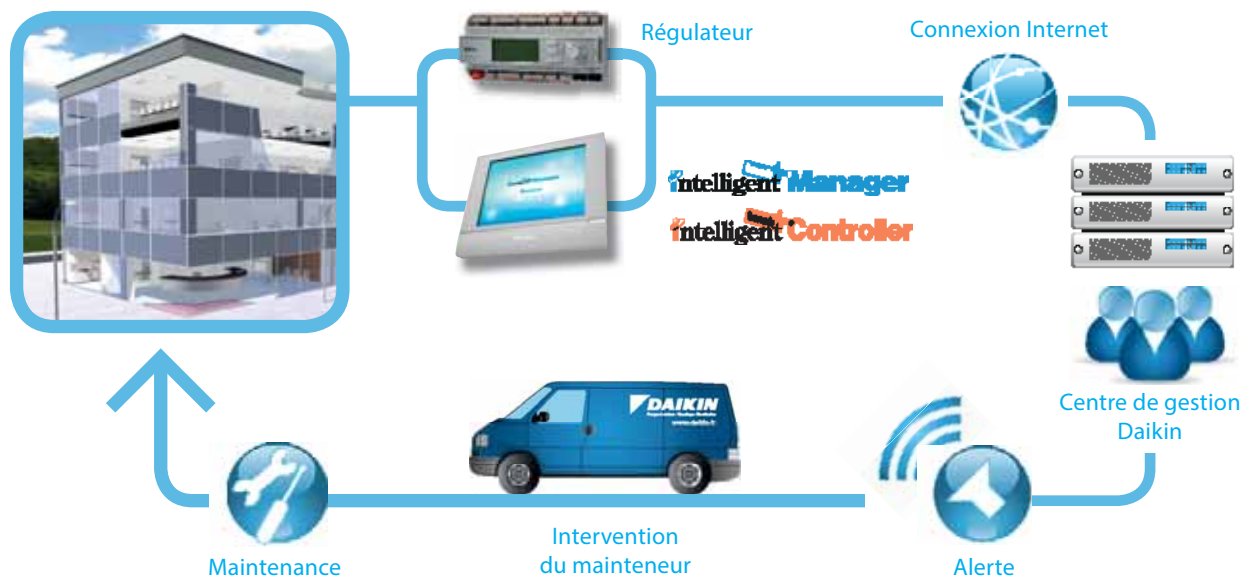 Régulateur
Connexion Internet
intelligent Manager
intelligent Controller
Centre de gestion
Daikin
DAIKIN
www.daikin.fr
Intervention
du mainteneur
Maintenance
Alerte